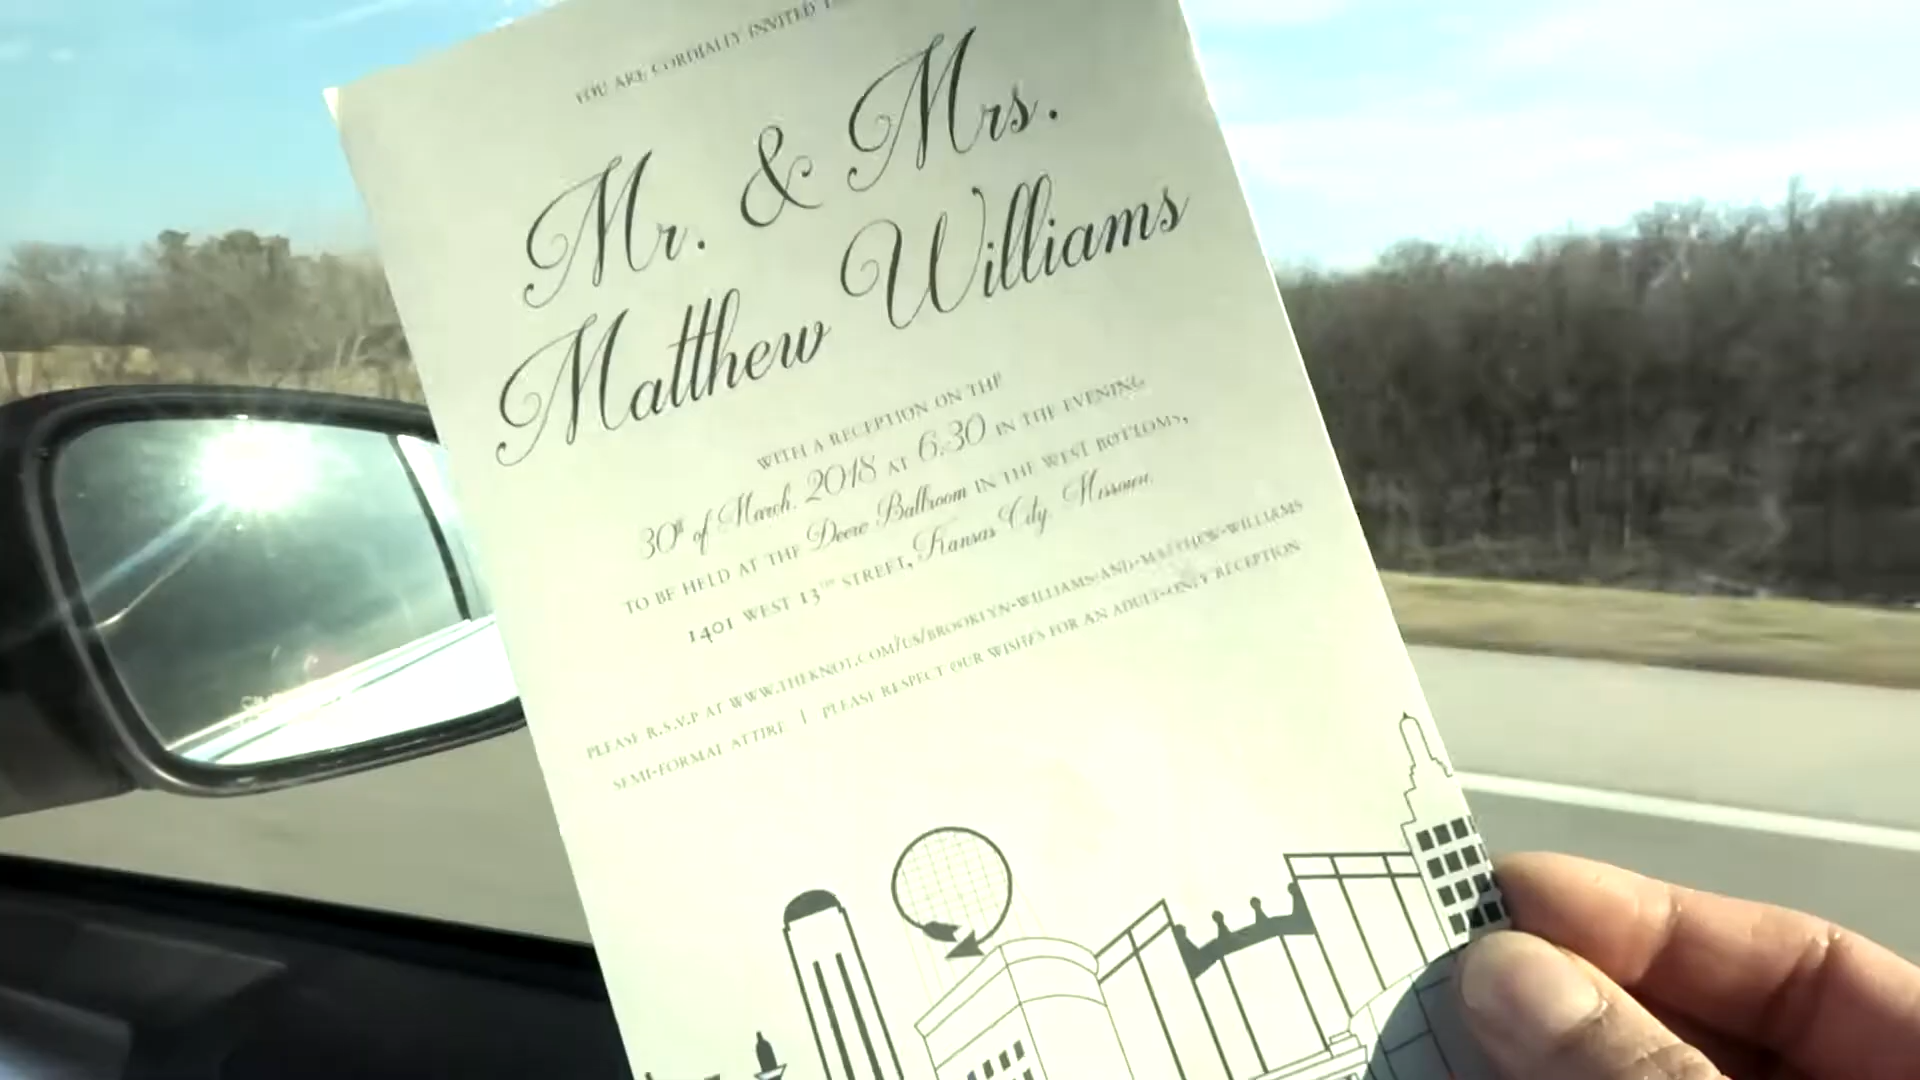 YOU ARE CORDIALLY INVITED
Mr. & Mrs.
Matthew Williams
WITH A RECEPTION ON THE
30th of March, 2018 AT 6:30 IN THE EVENING
TO BE HELD AT THE Deere Ballroom IN THE WEST BOTTOMS,
1401 WEST 13TH STREET, Kansas City, Missouri.
PLEASE R.S.V.P AT WWW.THEKNOT.COM/US/BROOKLYN-WILLIAMS-AND-MATTHEW-WILLIAMS
SEMI-FORMAL ATTIRE | PLEASE RESPECT OUR WISHES FOR AN ADULT-ONLY RECEPTION